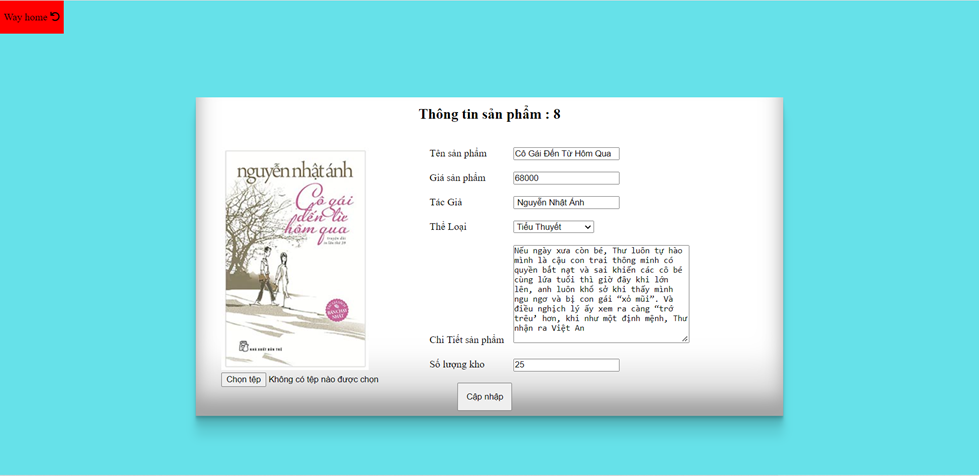 Way home
Thông tin sản phẩm : 8
nguyễn nhật ánh
Cô gái
đến từ
hôm qua
BÁN CHẠY
NHẤT
NHÀ XUẤT BẢN TRẺ
Chọn tệp Không có tệp nào được chọn
Tên sản phẩm Cô Gái Đến Từ Hôm Qua
Giá sản phẩm 68000
Tác Giả Nguyễn Nhật Ánh
Thể Loại Tiểu Thuyết
Nếu ngày xưa còn bé, Thư luôn tự hào
mình là cậu con trai thông minh có
quyền bắt nạt và sai khiến các cô bé
cùng lứa tuổi thì giờ đây khi lớn
lên, anh luôn khổ sở khi thấy mình
ngu ngơ và bị con gái “xỏ mũi”. Và
điều nghịch lý ấy xem ra càng “trớ
trêu’ hơn, khi như một định mệnh, Thư
nhận ra Việt An
Chi Tiết sản phẩm
Số lượng kho 25
Cập nhập